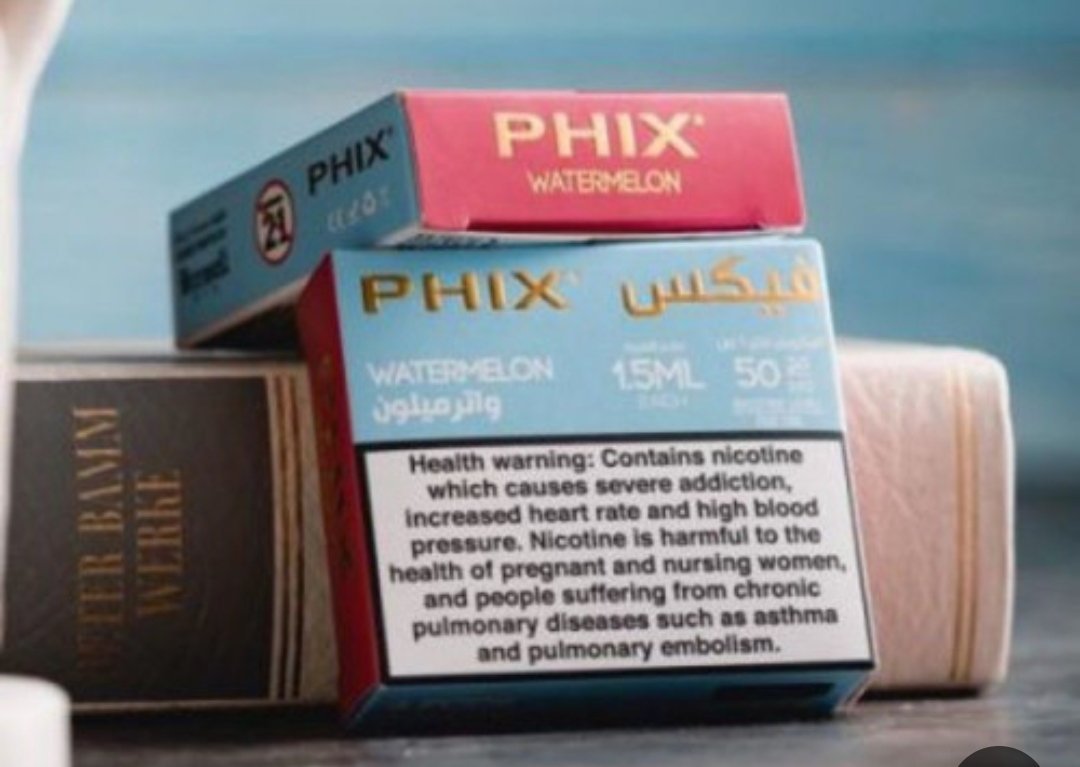 PHIX
21
PHIX
WATERMELON
PHIX فيكس
WATERMELON 1.5ML 50
واترميلون
Health warning: Contains nicotine
which causes severe addiction,
increased heart rate and high blood
pressure. Nicotine is harmful to the
health of pregnant and nursing women,
and people suffering from chronic
pulmonary diseases such as asthma
and pulmonary embolism.
BAMM
WERKE